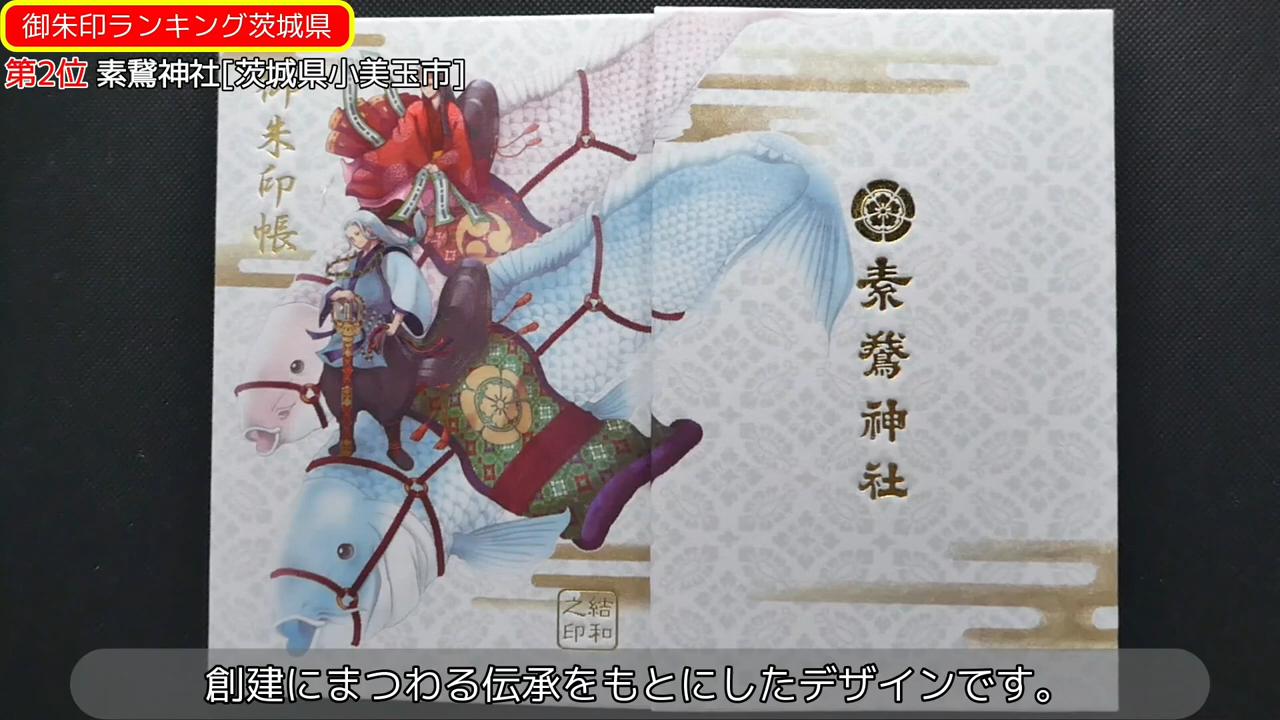 御朱印ランキング茨城県
第2位 素鵞神社[茨城県小美玉市]
御朱印帳
素鵞神社
結和
之印
創建にまつわる伝承をもとにしたデザインです。